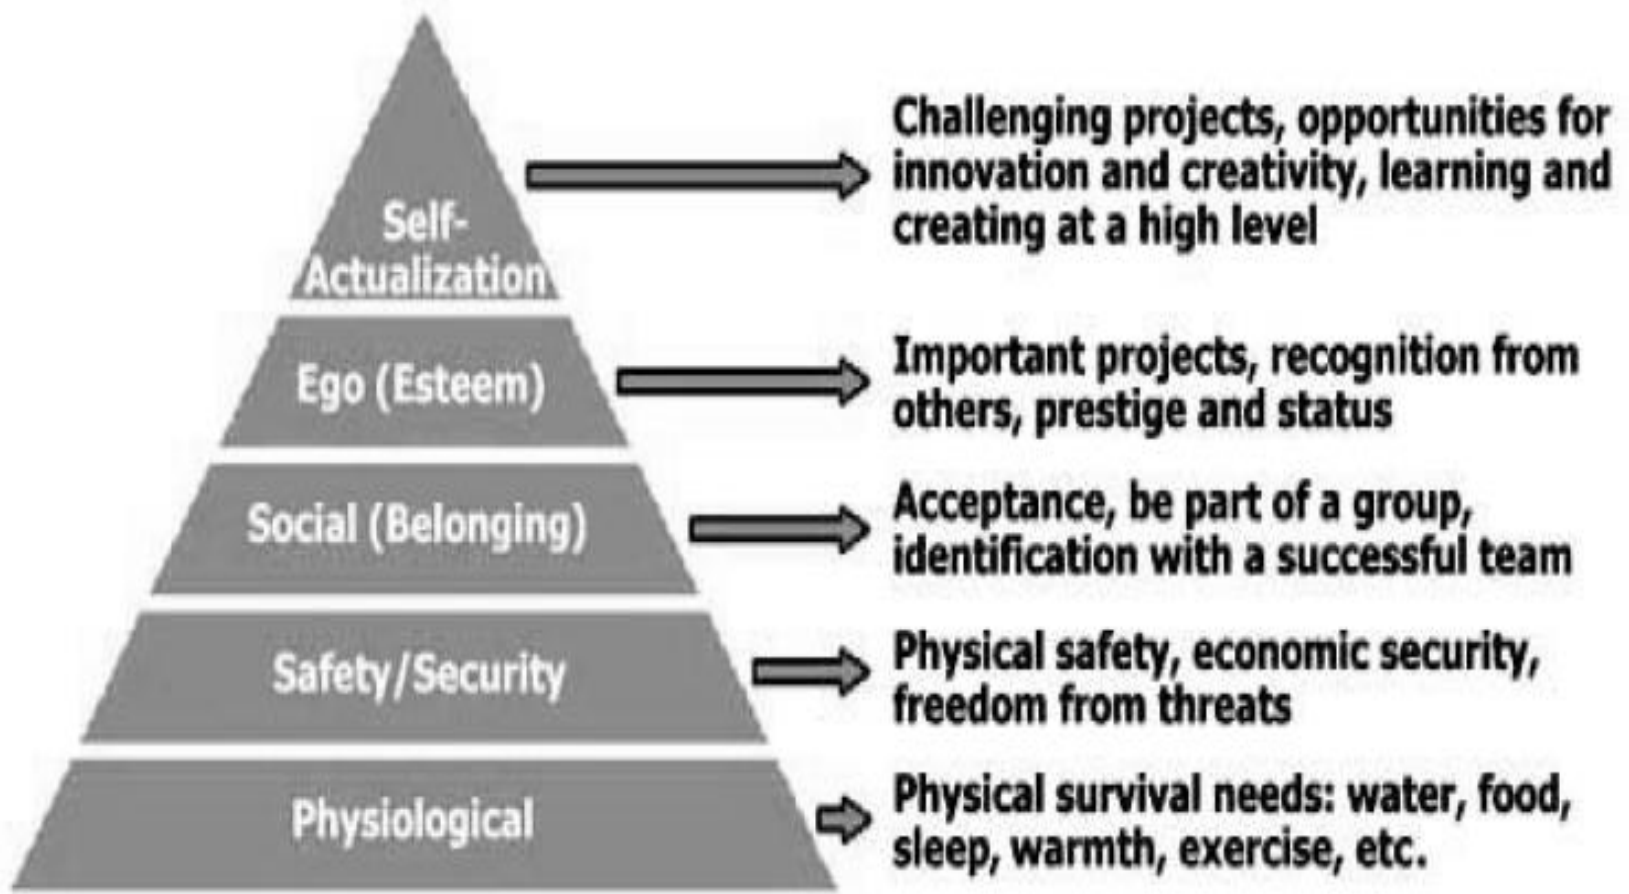 Self-
Actualization
Challenging projects, opportunities for
innovation and creativity, learning and
creating at a high level
Ego (Esteem)
Important projects, recognition from
others, prestige and status
Social (Belonging)
Acceptance, be part of a group,
identification with a successful team
Safety/Security
Physical safety, economic security,
freedom from threats
Physiological
Physical survival needs: water, food,
sleep, warmth, exercise, etc.